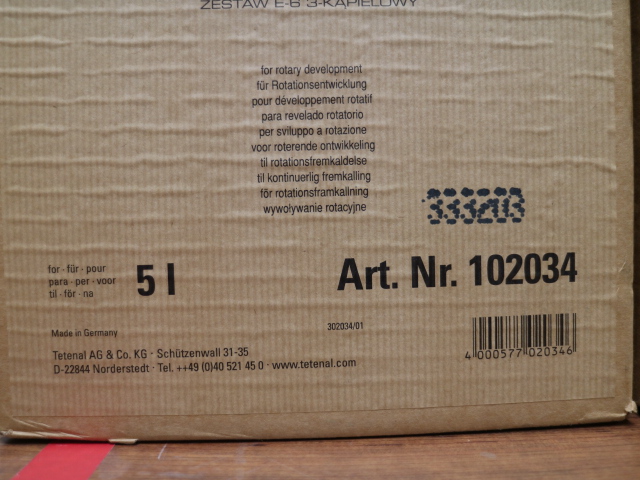 ZESTAW E-6 3-KĄPIELOWY
for rotary development
für Rotationsentwicklung
pour développement rotatif
para revelado rotatorio
per sviluppo a rotazione
voor roterende ontwikkeling
til rotationsfremkaldelse
til kontinuerlig fremkalling
för rotationsframkallning
wywoływanie rotacyjne
for · für · pour
para · per · voor
til · för · na
5 l
Art. Nr. 102034
Made in Germany
302034/01
Tetenal AG & Co. KG · Schützenwall 31-35
D-22844 Norderstedt · Tel. ++49 (0)40 521 45 0 · www.tetenal.com
4 000577 020346